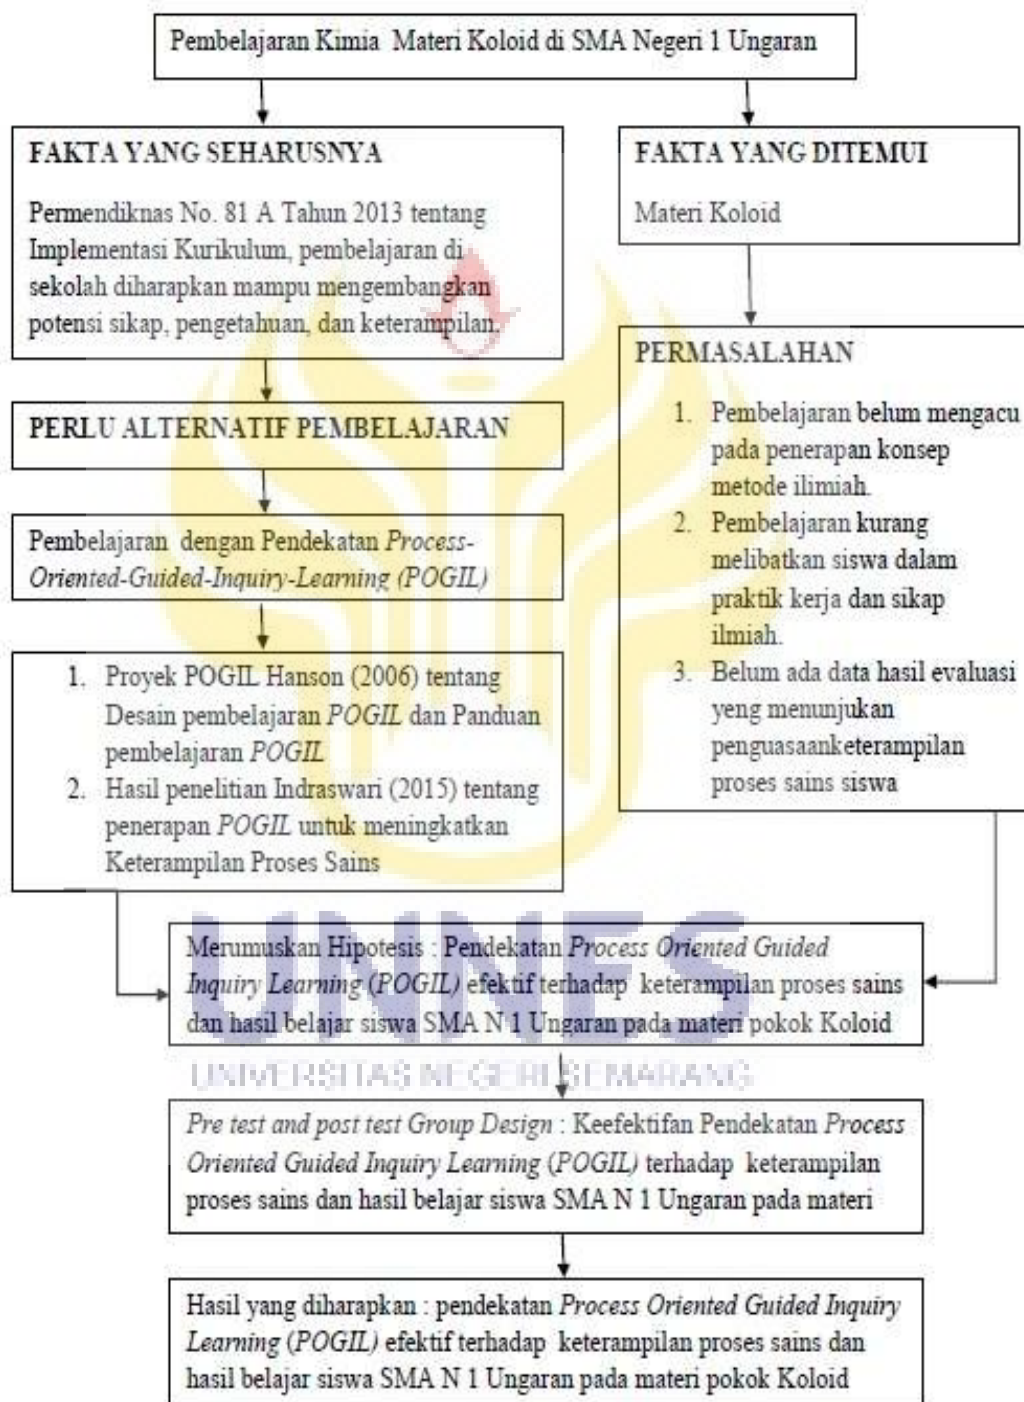 Pembelajaran Kimia Materi Koloid di SMA Negeri 1 Ungaran
FAKTA YANG SEHARUSNYA
Permendiknas No. 81 A Tahun 2013 tentang
Implementasi Kurikulum, pembelajaran di
sekolah diharapkan mampu mengembangkan
potensi sikap, pengetahuan, dan keterampilan.
PERLU ALTERNATIF PEMBELAJARAN
Pembelajaran dengan Pendekatan Process-
Oriented-Guided-Inquiry-Learning (POGIL)
1. Proyek POGIL Hanson (2006) tentang
Desain pembelajaran POGIL dan Panduan
pembelajaran POGIL
2. Hasil penelitian Indraswari (2015) tentang
penerapan POGIL untuk meningkatkan
Keterampilan Proses Sains
FAKTA YANG DITEMUI
Materi Koloid
PERMASALAHAN
1. Pembelajaran belum mengacu
pada penerapan konsep
metode ilimiah.
2. Pembelajaran kurang
melibatkan siswa dalam
praktik kerja dan sikap
ilmiah.
3. Belum ada data hasil evaluasi
yeng menunjukan
penguasaanketerampilan
proses sains siswa
Merumuskan Hipotesis : Pendekatan Process Oriented Guided
Inquiry Learning (POGIL) efektif terhadap keterampilan proses sains
dan hasil belajar siswa SMA N 1 Ungaran pada materi pokok Koloid
UNNES
UNIVERSITAS NEGERI SEMARANG
Pre test and post test Group Design : Keefektifan Pendekatan Process
Oriented Guided Inquiry Learning (POGIL) terhadap keterampilan
proses sains dan hasil belajar siswa SMA N 1 Ungaran pada materi
Hasil yang diharapkan : pendekatan Process Oriented Guided Inquiry
Learning (POGIL) efektif terhadap keterampilan proses sains dan
hasil belajar siswa SMA N 1 Ungaran pada materi pokok Koloid